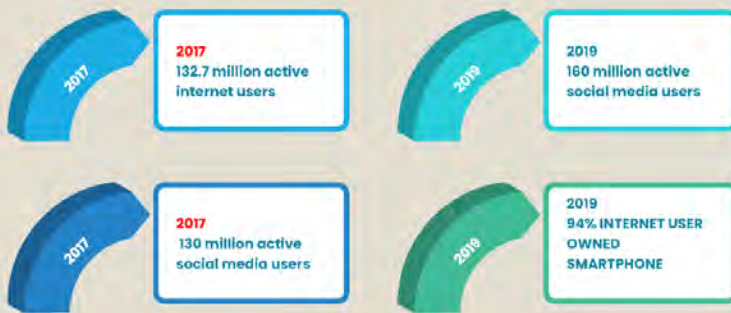 2017
2017
132.7 million active
internet users
2019
2019
160 million active
social media users
2017
2017
130 million active
social media users
2019
2019
94% INTERNET USER
OWNED
SMARTPHONE